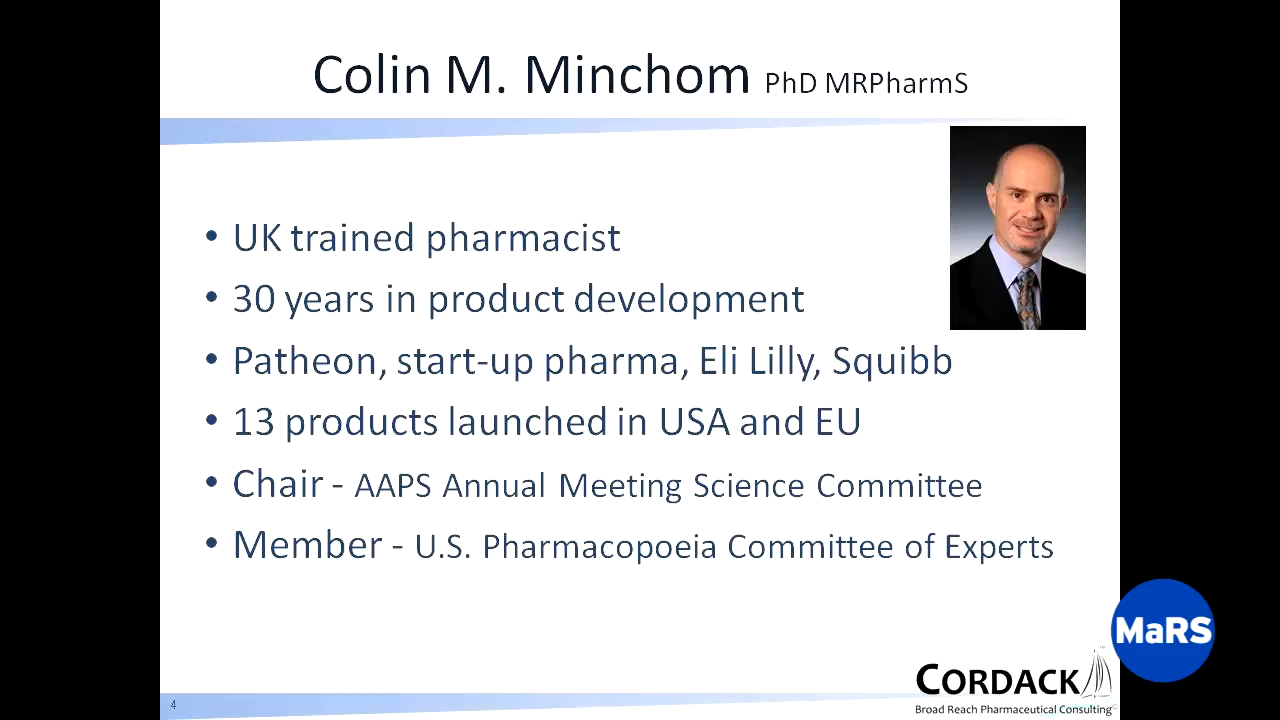 Colin M. Minchom PhD MRPharmS
• UK trained pharmacist
• 30 years in product development
• Patheon, start-up pharma, Eli Lilly, Squibb
• 13 products launched in USA and EU
• Chair - AAPS Annual Meeting Science Committee
• Member - U.S. Pharmacopoeia Committee of Experts
MaRS
CORDACK
Broad Reach Pharmaceutical Consulting©
4